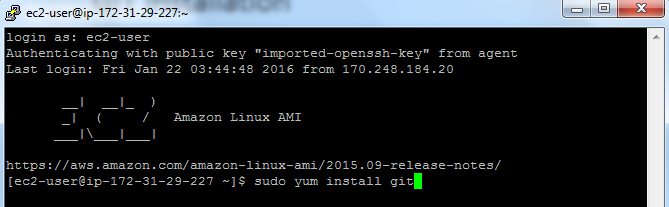 ec2-user@ip-172-31-29-227:~
login as: ec2-user
Authenticating with public key "imported-openssh-key" from agent
Last login: Fri Jan 22 03:44:48 2016 from 170.248.184.20
__|  __|_  )
_|  (     /   Amazon Linux AMI
___|\___|___|
https://aws.amazon.com/amazon-linux-ami/2015.09-release-notes/
[ec2-user@ip-172-31-29-227 ~]$ sudo yum install git